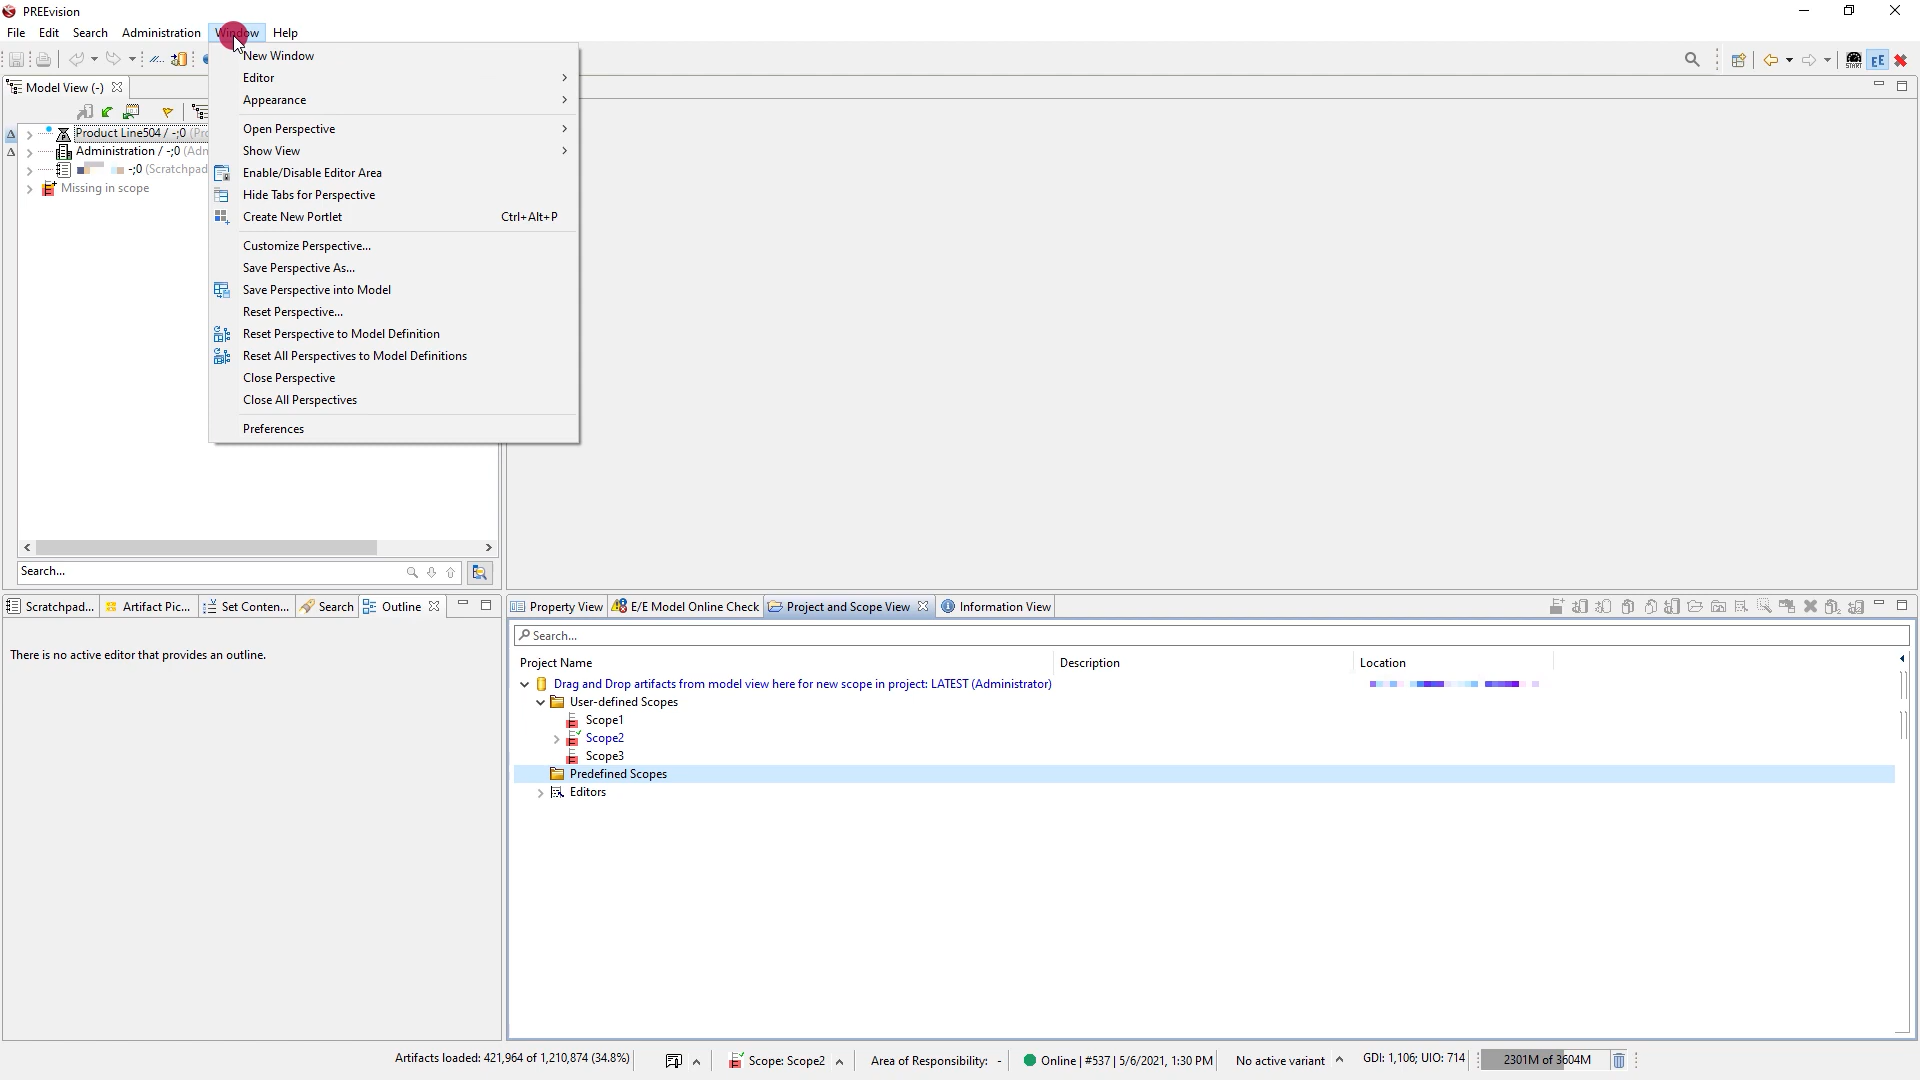 PREEvision
File Edit Search Administration Window Help
New Window
Editor
Appearance
Open Perspective
Show View
Enable/Disable Editor Area
Hide Tabs for Perspective
Create New Portlet Ctrl+Alt+P
Customize Perspective...
Save Perspective As...
Save Perspective into Model
Reset Perspective...
Reset Perspective to Model Definition
Reset All Perspectives to Model Definitions
Close Perspective
Close All Perspectives
Preferences
START EE
Model View (-)
Product Line504 / -;0 (Pro
Administration / -;0 (Adn
-;0 (Scratchpad
Missing in scope
Search...
Scratchpad... Artifact Pic... Set Conten... Search Outline
There is no active editor that provides an outline.
Property View E/E Model Online Check Project and Scope View Information View
Search...
Project Name Description Location
Drag and Drop artifacts from model view here for new scope in project: LATEST (Administrator)
User-defined Scopes
Scope1
Scope2
Scope3
Predefined Scopes
Editors
Artifacts loaded: 421,964 of 1,210,874 (34.8%) Scope: Scope2 Area of Responsibility: - Online | #537 | 5/6/2021, 1:30 PM No active variant GDI: 1,106; UIO: 714 2301M of 3604M